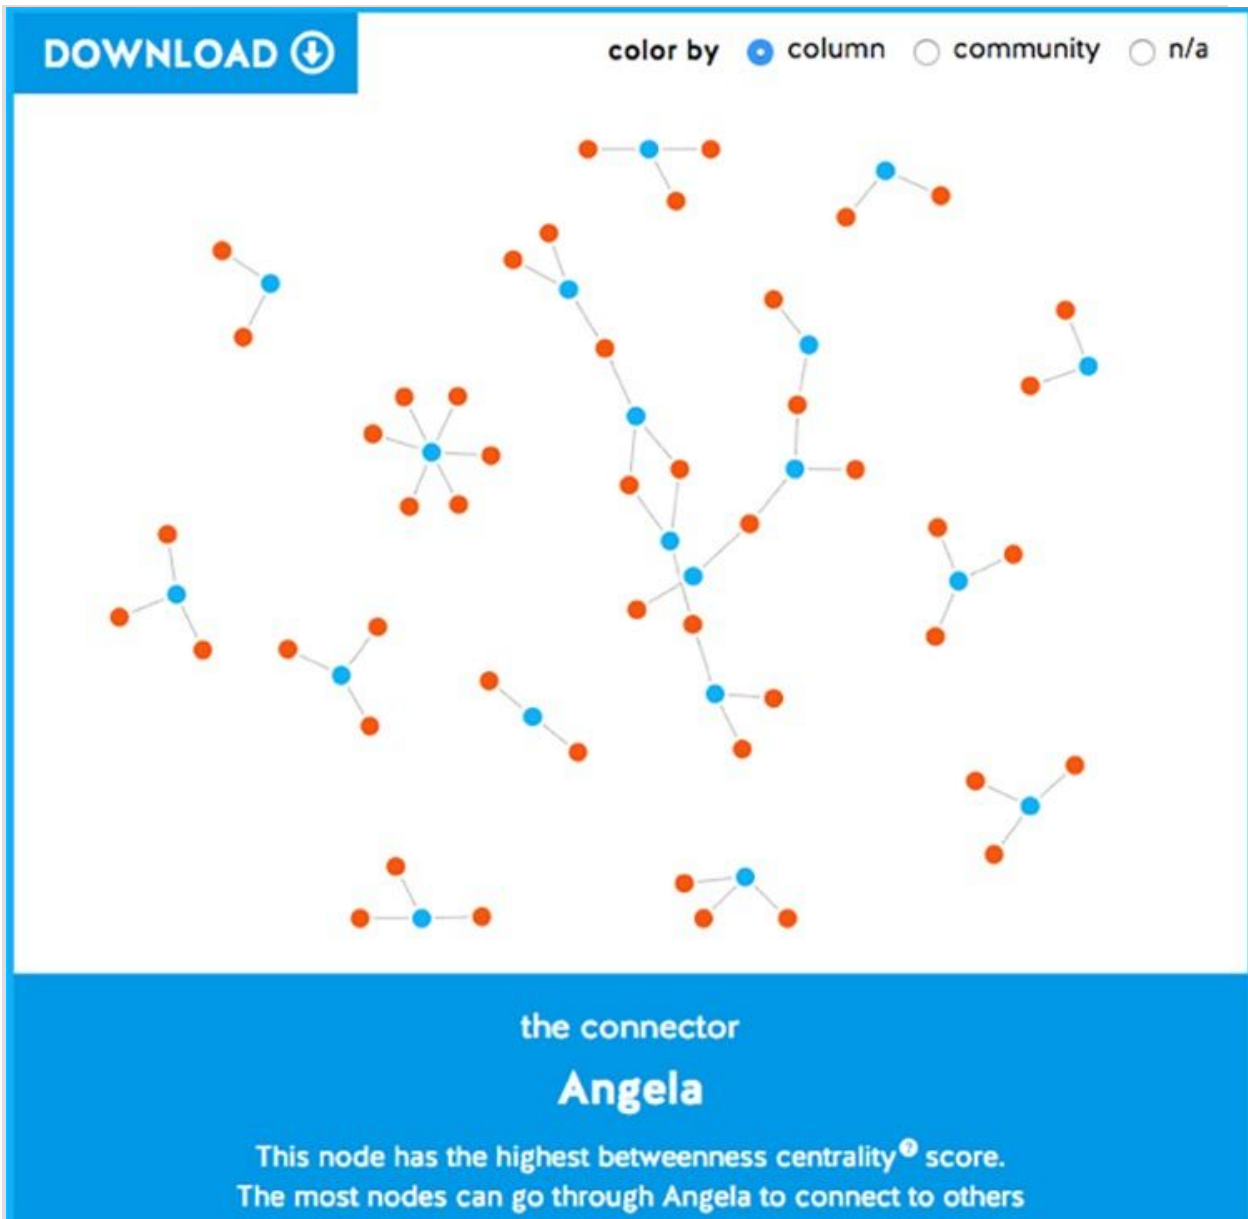 DOWNLOAD
color by column community n/a
the connector
Angela
This node has the highest betweenness centrality? score.
The most nodes can go through Angela to connect to others